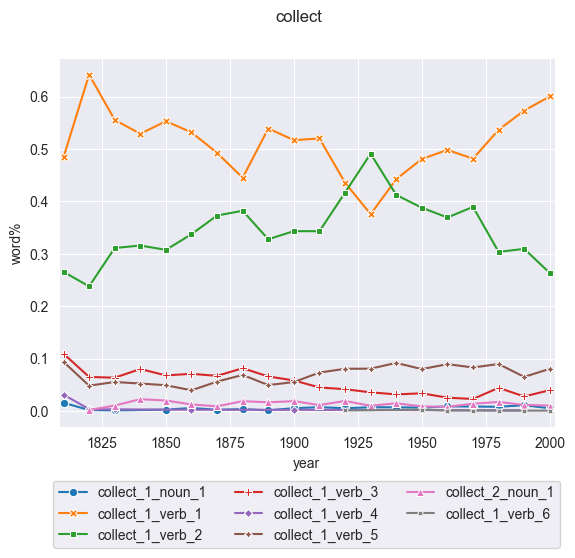 collect
0.6
0.5
0.4
0.3
0.2
0.1
0.0
word%
1825 1850 1875 1900 1925 1950 1975 2000
year
collect_1_noun_1 collect_1_verb_3 collect_2_noun_1
collect_1_verb_1 collect_1_verb_4 collect_1_verb_6
collect_1_verb_2 collect_1_verb_5